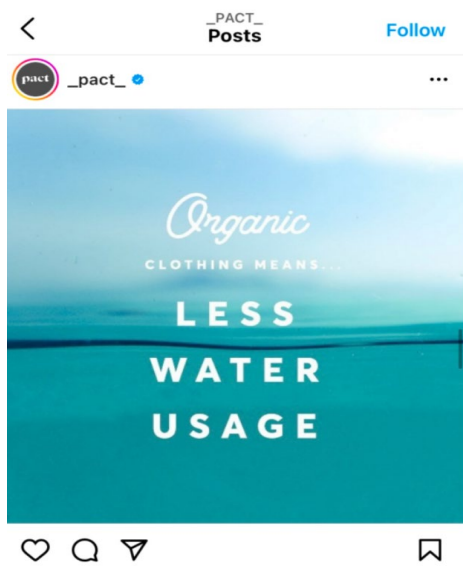 _PACT_
Posts
Follow
pact
_pact_
Organic
CLOTHING MEANS...
LESS
WATER
USAGE